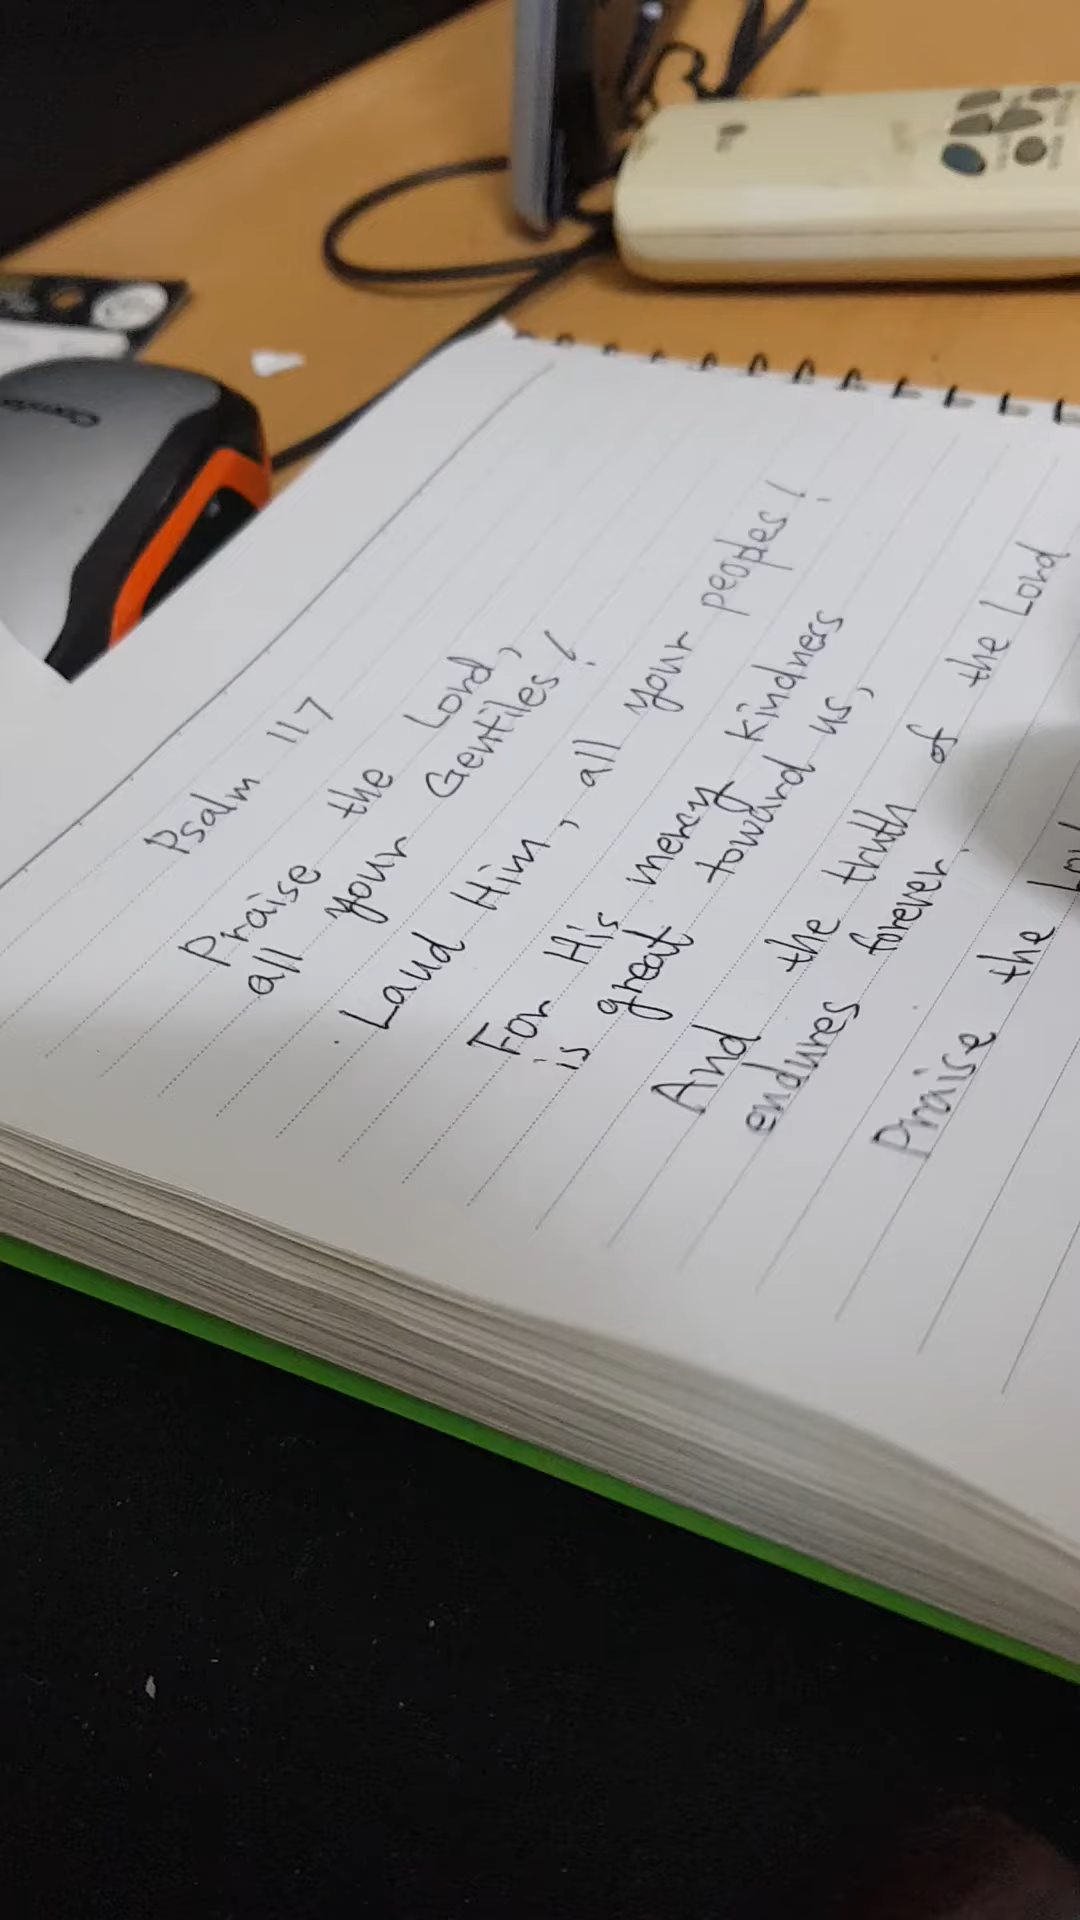 Psalm 117
Praise the Lord,
all your Gentiles!
Laud Him, all your peoples!
For His mercy kindness
is great toward us,
And the truth of the Lord
endures forever.
Praise the